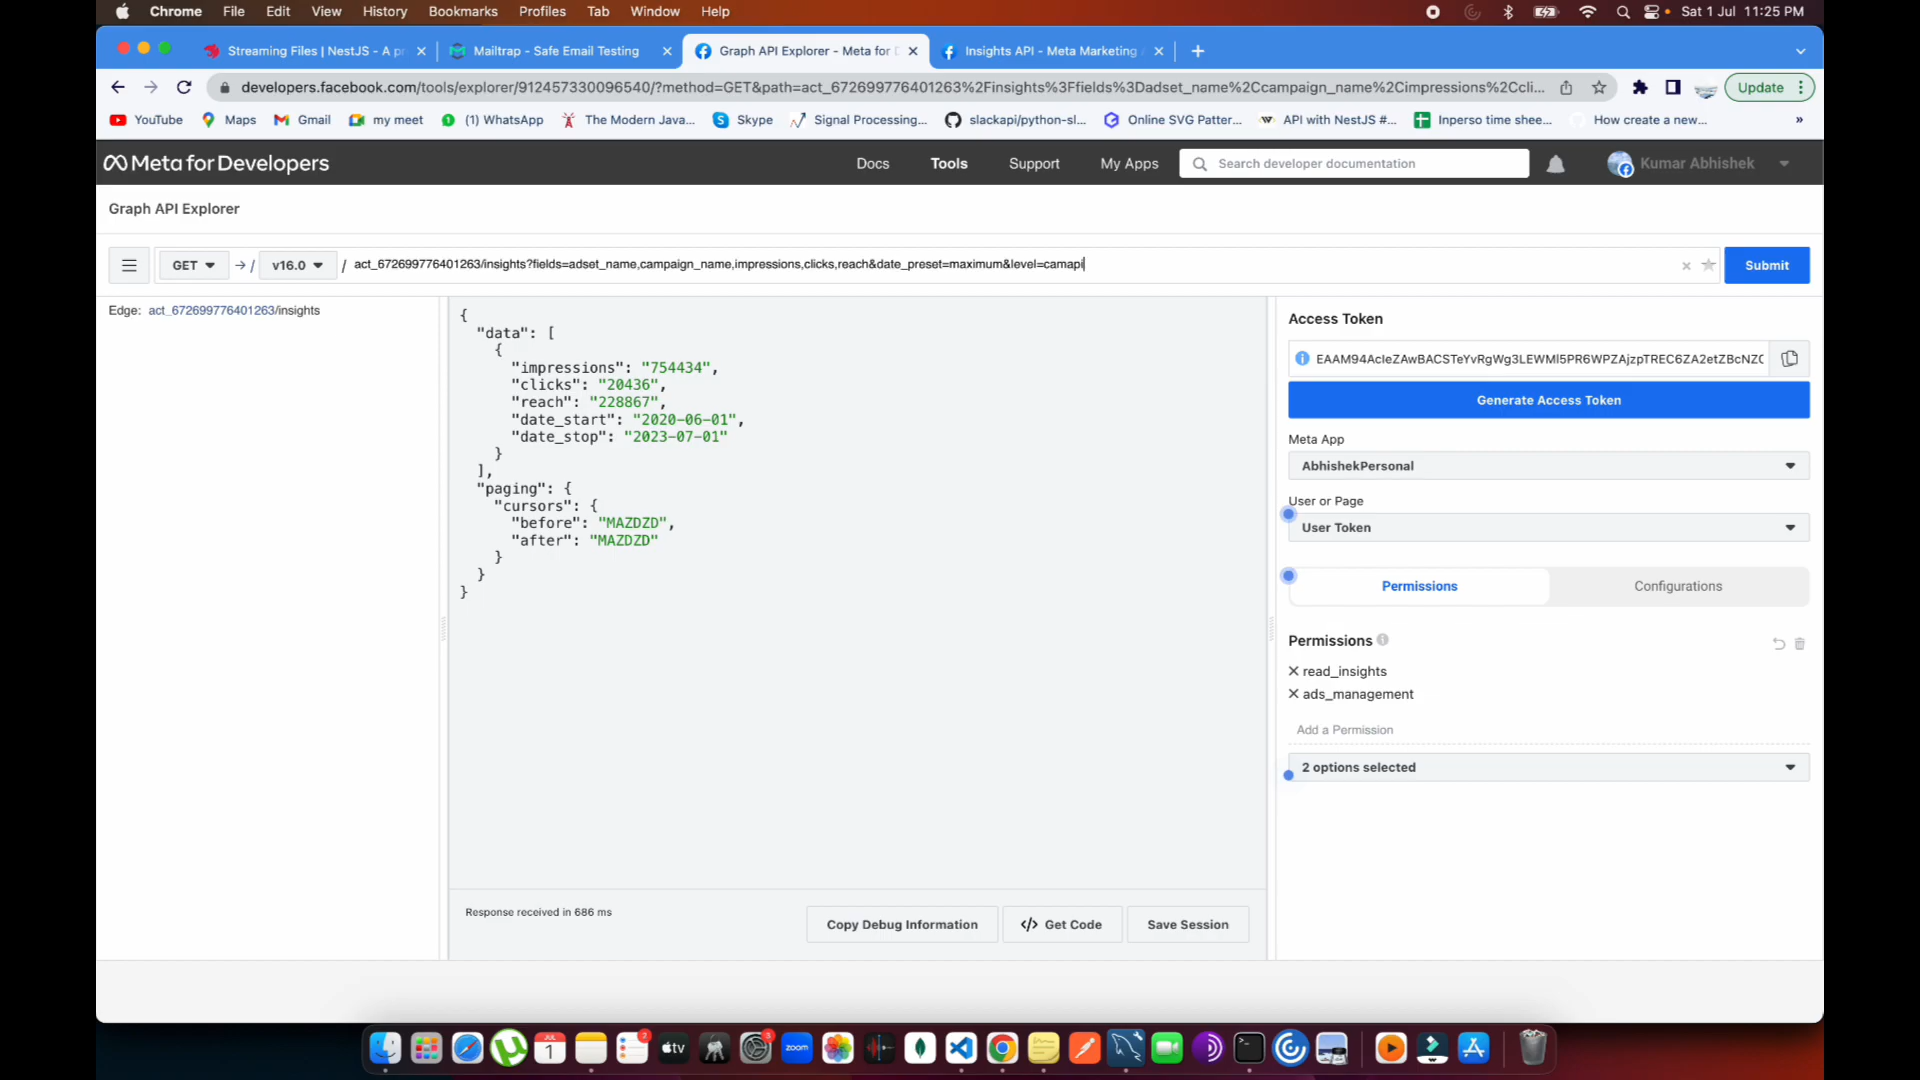 Chrome File Edit View History Bookmarks Profiles Tab Window Help Sat 1 Jul 11:25 PM
Streaming Files | NestJS - A pr
Mailtrap - Safe Email Testing
Graph API Explorer - Meta for D
Insights API - Meta Marketing
developers.facebook.com/tools/explorer/912457330096540/?method=GET&path=act_672699776401263%2Finsights%3Ffields%3Dadset_name%2Ccampaign_name%2Cimpressions%2Ccli...
Update
YouTube Maps Gmail my meet (1) WhatsApp The Modern Java... Skype Signal Processing... slackapi/python-sl... Online SVG Patter... API with NestJS #... Inperso time shee... How create a new... »
Meta for Developers
Docs Tools Support My Apps
Search developer documentation
Kumar Abhishek
Graph API Explorer
GET → / v16.0 / act_672699776401263/insights?fields=adset_name,campaign_name,impressions,clicks,reach&date_preset=maximum&level=camapi
Submit
Edge: act_672699776401263/insights
{
"data": [
{
"impressions": "754434",
"clicks": "20436",
"reach": "228867",
"date_start": "2020-06-01",
"date_stop": "2023-07-01"
}
],
"paging": {
"cursors": {
"before": "MAZDZD",
"after": "MAZDZD"
}
}
}
Response received in 686 ms
Copy Debug Information
</> Get Code
Save Session
Access Token
Generate Access Token
Meta App
AbhishekPersonal
User or Page
User Token
Permissions
Configurations
Permissions
read_insights
ads_management
Add a Permission
2 options selected
JUL
1
2
tv
3
zoom